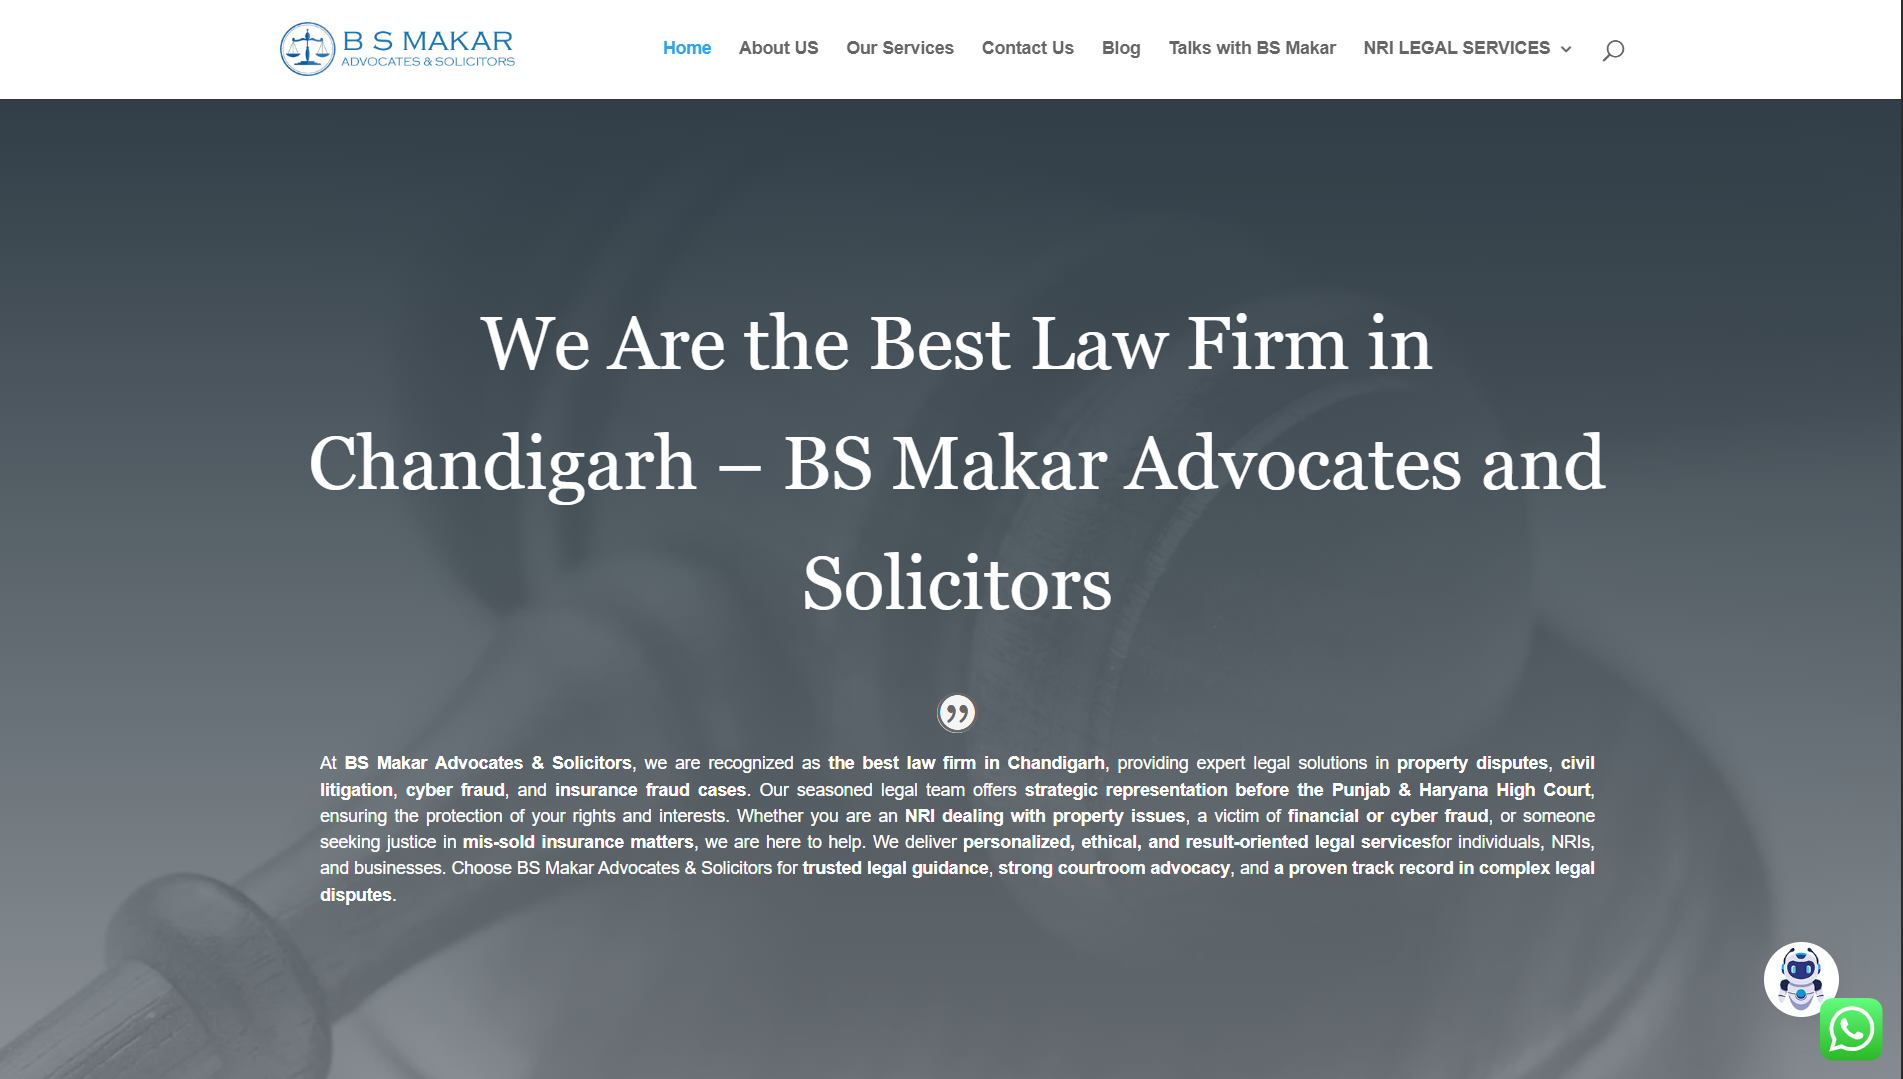 B S MAKAR
ADVOCATES & SOLICITORS
Home About US Our Services Contact Us Blog Talks with BS Makar NRI LEGAL SERVICES
We Are the Best Law Firm in
Chandigarh – BS Makar Advocates and
Solicitors
At BS Makar Advocates & Solicitors, we are recognized as the best law firm in Chandigarh, providing expert legal solutions in property disputes, civil
litigation, cyber fraud, and insurance fraud cases. Our seasoned legal team offers strategic representation before the Punjab & Haryana High Court,
ensuring the protection of your rights and interests. Whether you are an NRI dealing with property issues, a victim of financial or cyber fraud, or someone
seeking justice in mis-sold insurance matters, we are here to help. We deliver personalized, ethical, and result-oriented legal servicesfor individuals, NRIs,
and businesses. Choose BS Makar Advocates & Solicitors for trusted legal guidance, strong courtroom advocacy, and a proven track record in complex legal
disputes.